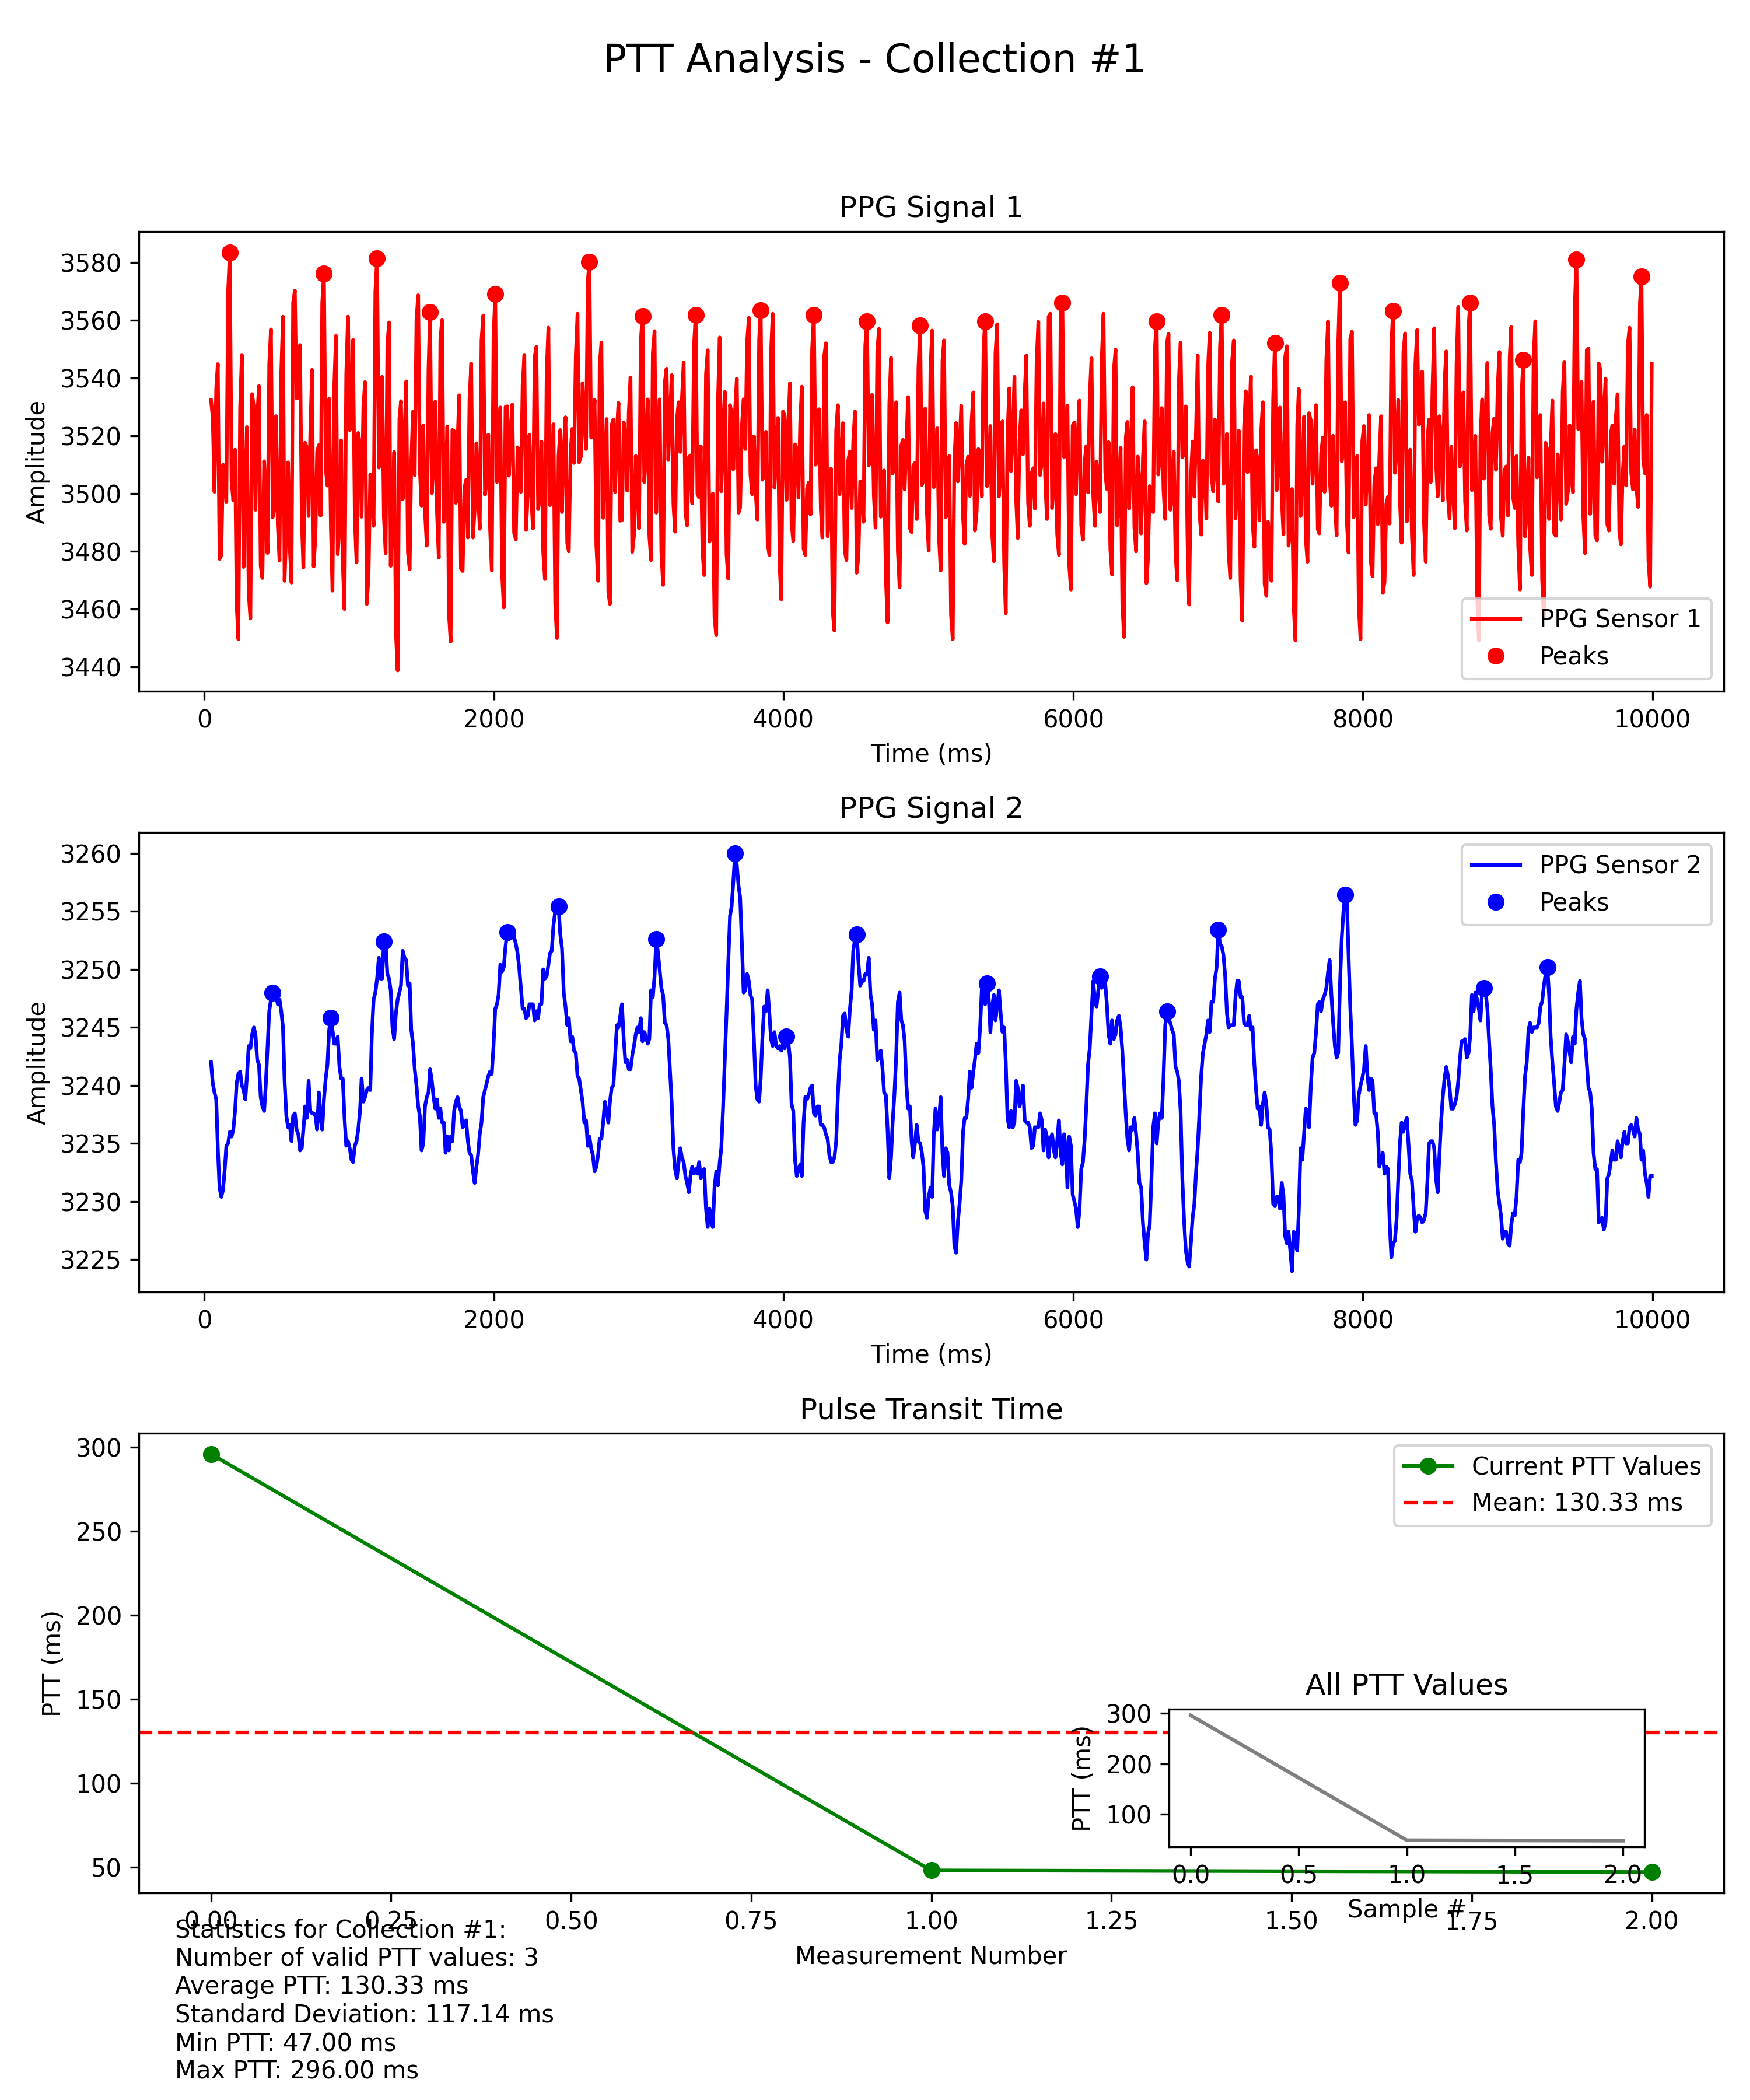 PTT Analysis - Collection #1
PPG Signal 1
3580
3560
3540
3520
3500
3480
3460
3440
Amplitude
PPG Sensor 1
Peaks
0 2000 4000 6000 8000 10000
Time (ms)
PPG Signal 2
3260
3255
3250
3245
3240
3235
3230
3225
Amplitude
PPG Sensor 2
Peaks
0 2000 4000 6000 8000 10000
Time (ms)
Pulse Transit Time
300
250
200
150
100
50
PTT (ms)
Current PTT Values
Mean: 130.33 ms
All PTT Values
300
200
100
PTT (ms)
0.0 0.5 1.0 1.5 2.0
Sample #
0.00 0.25 0.50 0.75 1.00 1.25 1.50 1.75 2.00
Measurement Number
Statistics for Collection #1:
Number of valid PTT values: 3
Average PTT: 130.33 ms
Standard Deviation: 117.14 ms
Min PTT: 47.00 ms
Max PTT: 296.00 ms